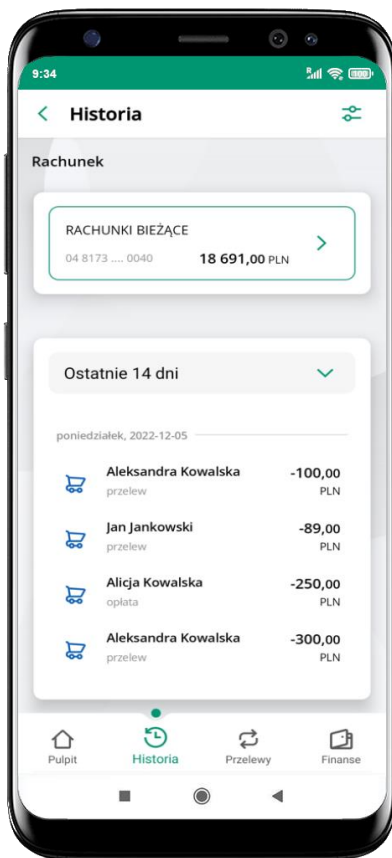 9:34
R
100
Historia
Rachunek
RACHUNKI BIEŻĄCE
04 8173 .... 0040 18 691,00 PLN
Ostatnie 14 dni
poniedziałek, 2022-12-05
Aleksandra Kowalska -100,00
przelew PLN
Jan Jankowski -89,00
przelew PLN
Alicja Kowalska -250,00
opłata PLN
Aleksandra Kowalska -300,00
przelew PLN
Pulpit Historia Przelewy Finanse